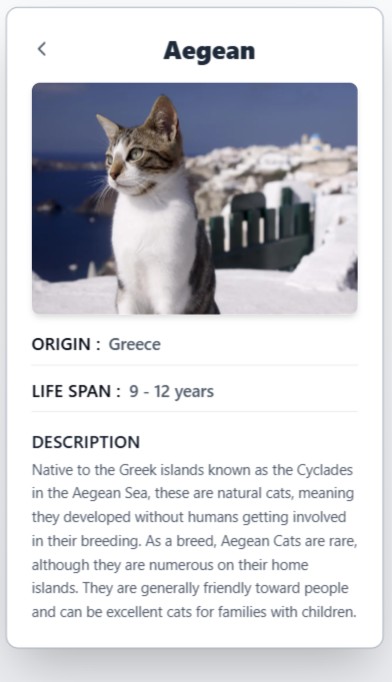 Aegean
ORIGIN : Greece
LIFE SPAN : 9 - 12 years
DESCRIPTION
Native to the Greek islands known as the Cyclades
in the Aegean Sea, these are natural cats, meaning
they developed without humans getting involved
in their breeding. As a breed, Aegean Cats are rare,
although they are numerous on their home
islands. They are generally friendly toward people
and can be excellent cats for families with children.